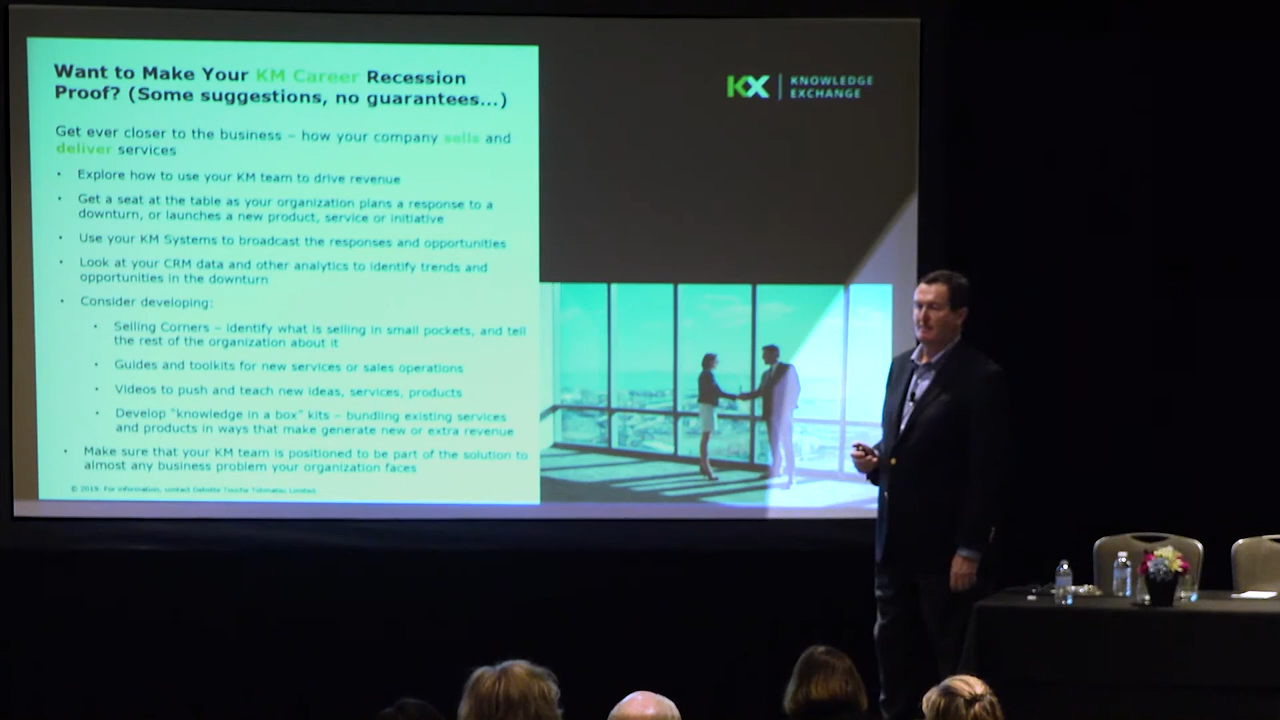 Want to Make Your KM Career Recession
Proof? (Some suggestions, no guarantees...)
Get ever closer to the business – how your company sells and
deliver services
• Explore how to use your KM team to drive revenue
• Get a seat at the table as your organization plans a response to a
downturn, or launches a new product, service or initiative
• Use your KM Systems to broadcast the responses and opportunities
• Look at your CRM data and other analytics to identify trends and
opportunities in the downturn
• Consider developing:
• Selling Corners – identify what is selling in small pockets, and tell
the rest of the organization about it
• Guides and toolkits for new services or sales operations
• Videos to push and teach new ideas, services, products
• Develop "knowledge in a box" kits – bundling existing services
and products in ways that make generate new or extra revenue
• Make sure that your KM team is positioned to be part of the solution to
almost any business problem your organization faces
© 2019. For information, contact Deloitte Touche Tohmatsu Limited.
KX | KNOWLEDGE
EXCHANGE